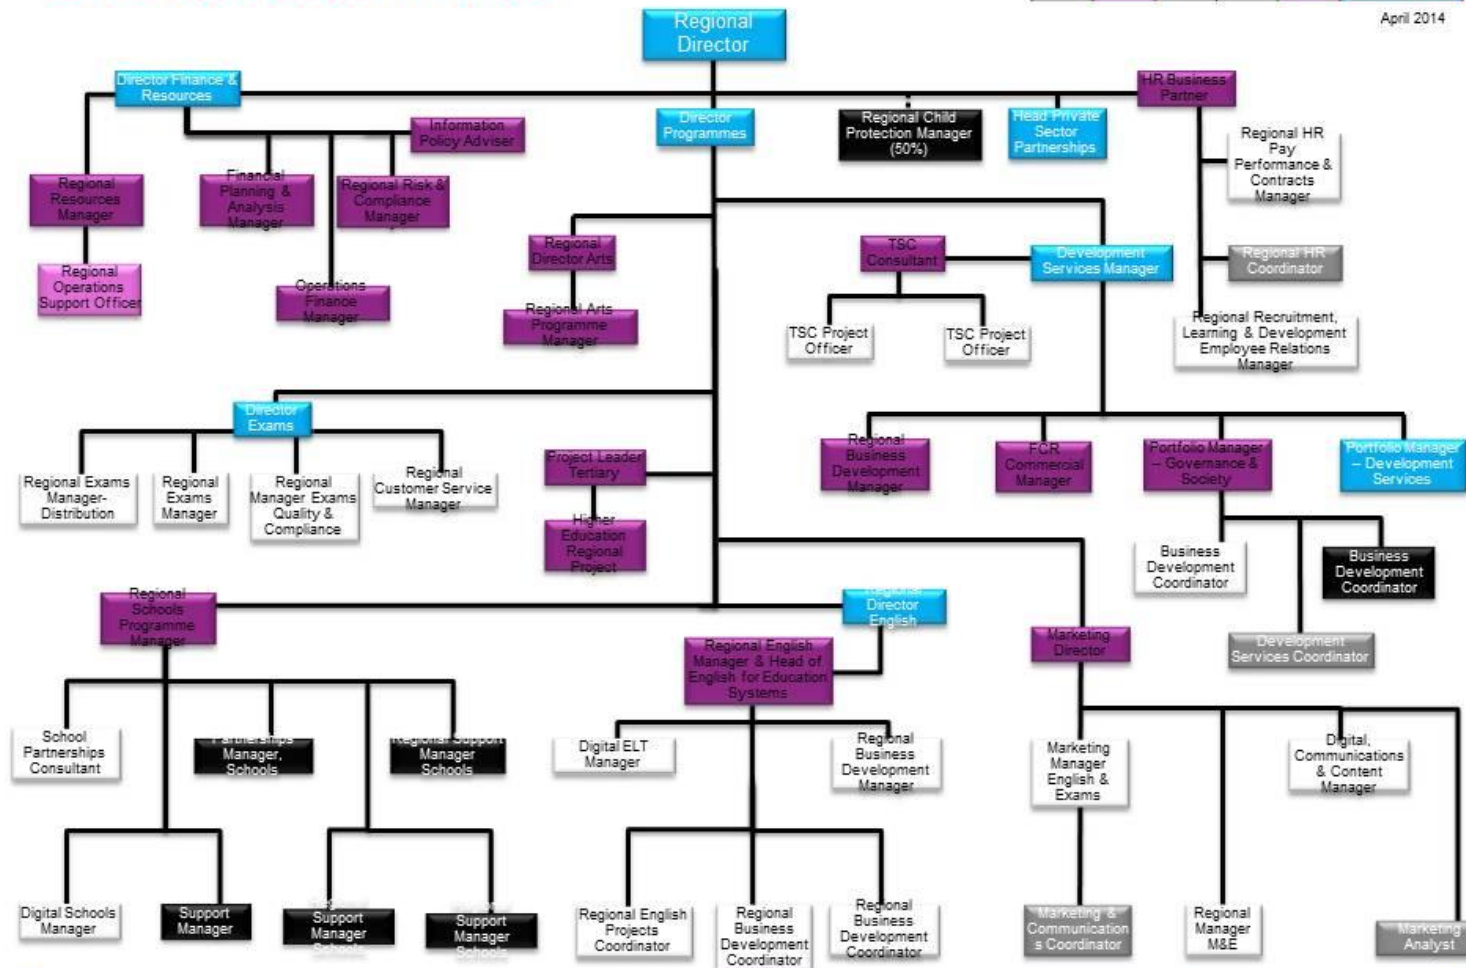 April 2014
Regional
Director
Director Finance &
Resources
HR Business
Partner
Information
Policy Adviser
Director
Programmes
Regional Child
Protection Manager
(50%)
Head Private
Sector
Partnerships
Regional HR
Pay
Performance &
Contracts
Manager
Regional
Resources
Manager
Financial
Planning &
Analysis
Manager
Regional Risk &
Compliance
Manager
Regional
Director Arts
TSC
Consultant
Development
Services Manager
Regional HR
Coordinator
Regional
Operations
Support Officer
Operations
Finance
Manager
Regional Arts
Programme
Manager
TSC Project
Officer
TSC Project
Officer
Regional Recruitment,
Learning & Development
Employee Relations
Manager
Director
Exams
Regional Exams
Manager-
Distribution
Regional
Exams
Manager
Regional
Manager Exams
Quality &
Compliance
Regional
Customer Service
Manager
Project Leader
Tertiary
Higher
Education
Regional
Project
Regional
Business
Development
Manager
FCR
Commercial
Manager
Portfolio Manager
– Governance &
Society
Portfolio Manager
– Development
Services
Business
Development
Coordinator
Business
Development
Coordinator
Development
Services Coordinator
Regional
Schools
Programme
Manager
Regional
Director
English
Regional English
Manager & Head of
English for Education
Systems
Marketing
Director
School
Partnerships
Consultant
Partnerships
Manager,
Schools
Regional Support
Manager
Schools
Digital ELT
Manager
Regional
Business
Development
Manager
Marketing
Manager
English &
Exams
Digital,
Communications
& Content
Manager
Digital Schools
Manager
Support
Manager
Regional
Support
Manager
Schools
Support
Manager
Schools
Regional English
Projects
Coordinator
Regional
Business
Development
Coordinator
Regional
Business
Development
Coordinator
Marketing &
Communication
s Coordinator
Regional
Manager
M&E
Marketing
Analyst